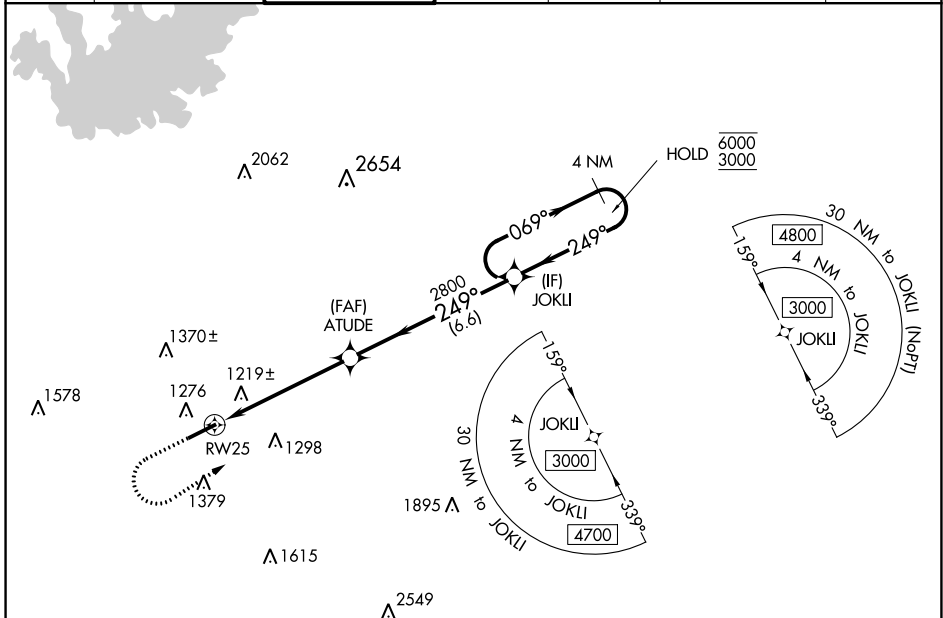 2062
2654
4 NM
HOLD
6000
3000
069°
249°
(IF)
JOKLI
2800
249°
(6.6)
(FAF)
ATUDE
30 NM to JOKLI (NoPT)
159°
4800
4 NM to JOKLI
3000
JOKLI
339°
1370±
1219±
1578
1276
RW25
1298
1379
159°
JOKLI
3000
4 NM to JOKLI
30 NM to JOKLI
339°
4700
1895
1615
2549